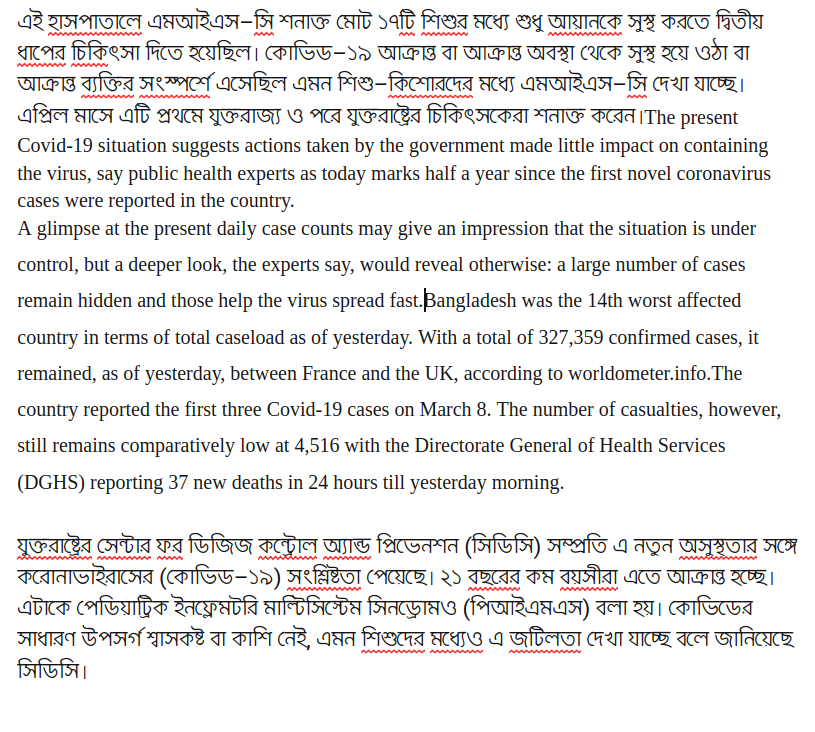 এই হাসপাতালে এমআইএস–সি শনাক্ত মোট ১৭টি শিশুর মধ্যে শুধু আয়ানকে সুস্থ করতে দ্বিতীয়
ধাপের চিকিৎসা দিতে হয়েছিল। কোভিড–১৯ আক্রান্ত বা আক্রান্ত অবস্থা থেকে সুস্থ হয়ে ওঠা বা
আক্রান্ত ব্যক্তির সংস্পর্শে এসেছিল এমন শিশু–কিশোরদের মধ্যে এমআইএস–সি দেখা যাচ্ছে।
এপ্রিল মাসে এটি প্রথমে যুক্তরাজ্য ও পরে যুক্তরাষ্ট্রের চিকিৎসকেরা শনাক্ত করেন।The present
Covid-19 situation suggests actions taken by the government made little impact on containing
the virus, say public health experts as today marks half a year since the first novel coronavirus
cases were reported in the country.
A glimpse at the present daily case counts may give an impression that the situation is under
control, but a deeper look, the experts say, would reveal otherwise: a large number of cases
remain hidden and those help the virus spread fast.Bangladesh was the 14th worst affected
country in terms of total caseload as of yesterday. With a total of 327,359 confirmed cases, it
remained, as of yesterday, between France and the UK, according to worldometer.info.The
country reported the first three Covid-19 cases on March 8. The number of casualties, however,
still remains comparatively low at 4,516 with the Directorate General of Health Services
(DGHS) reporting 37 new deaths in 24 hours till yesterday morning.
যুক্তরাষ্ট্রের সেন্টার ফর ডিজিজ কন্ট্রোল অ্যান্ড প্রিভেনশন (সিডিসি) সম্প্রতি এ নতুন অসুস্থতার সঙ্গে
করোনাভাইরাসের (কোভিড–১৯) সংশ্লিষ্টতা পেয়েছে। ২১ বছরের কম বয়সীরা এতে আক্রান্ত হচ্ছে।
এটাকে পেডিয়াট্রিক ইনফ্লেমটরি মাল্টিসিস্টেম সিনড্রোমও (পিআইএমএস) বলা হয়। কোভিডের
সাধারণ উপসর্গ শ্বাসকষ্ট বা কাশি নেই, এমন শিশুদের মধ্যেও এ জটিলতা দেখা যাচ্ছে বলে জানিয়েছে
সিডিসি।